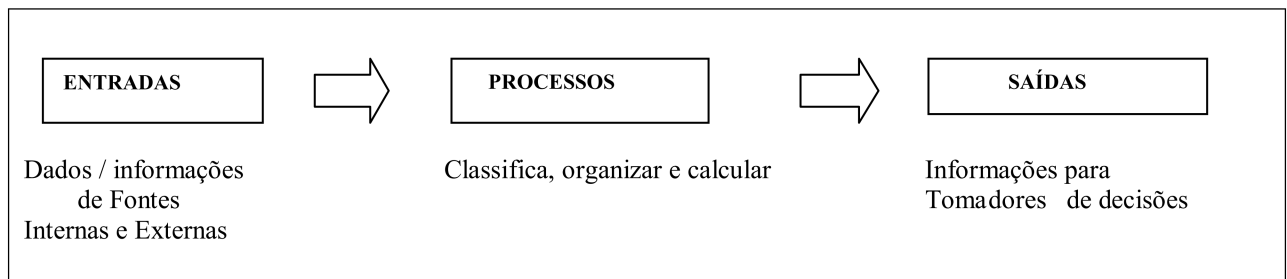 ENTRADAS
PROCESSOS
SAÍDAS
Dados / informações
de Fontes
Internas e Externas
Classifica, organizar e calcular
Informações para
Tomadores de decisões